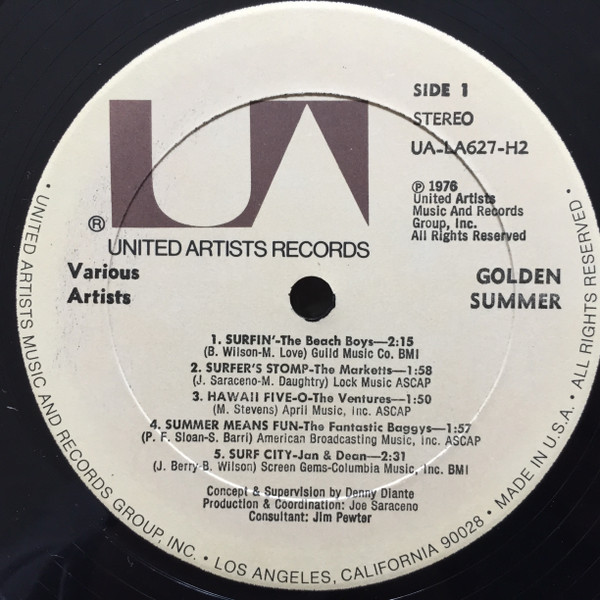 UA
®
UNITED ARTISTS RECORDS
SIDE 1
STEREO
UA-LA627-H2
℗ 1976
United Artists
Music And Records
Group, Inc.
All Rights Reserved
Various
Artists
GOLDEN
SUMMER
1. SURFIN'-The Beach Boys—2:15
(B. Wilson-M. Love) Guild Music Co. BMI
2. SURFER'S STOMP-The Marketts—1:58
(J. Saraceno-M. Daughtry) Lock Music ASCAP
3. HAWAII FIVE-O-The Ventures—1:50
(M. Stevens) April Music, Inc. ASCAP
4. SUMMER MEANS FUN-The Fantastic Baggys—1:57
(P. F. Sloan-S. Barri) American Broadcasting Music, Inc. ASCAP
5. SURF CITY-Jan & Dean—2:31
(J. Berry-B. Wilson) Screen Gems-Columbia Music, Inc. BMI
Concept & Supervision by Denny Diante
Production & Coordination: Joe Saraceno
Consultant: Jim Pewter
• UNITED ARTISTS MUSIC AND RECORDS GROUP, INC. • LOS ANGELES, CALIFORNIA 90028 • MADE IN U.S.A. • ALL RIGHTS RESERVED •